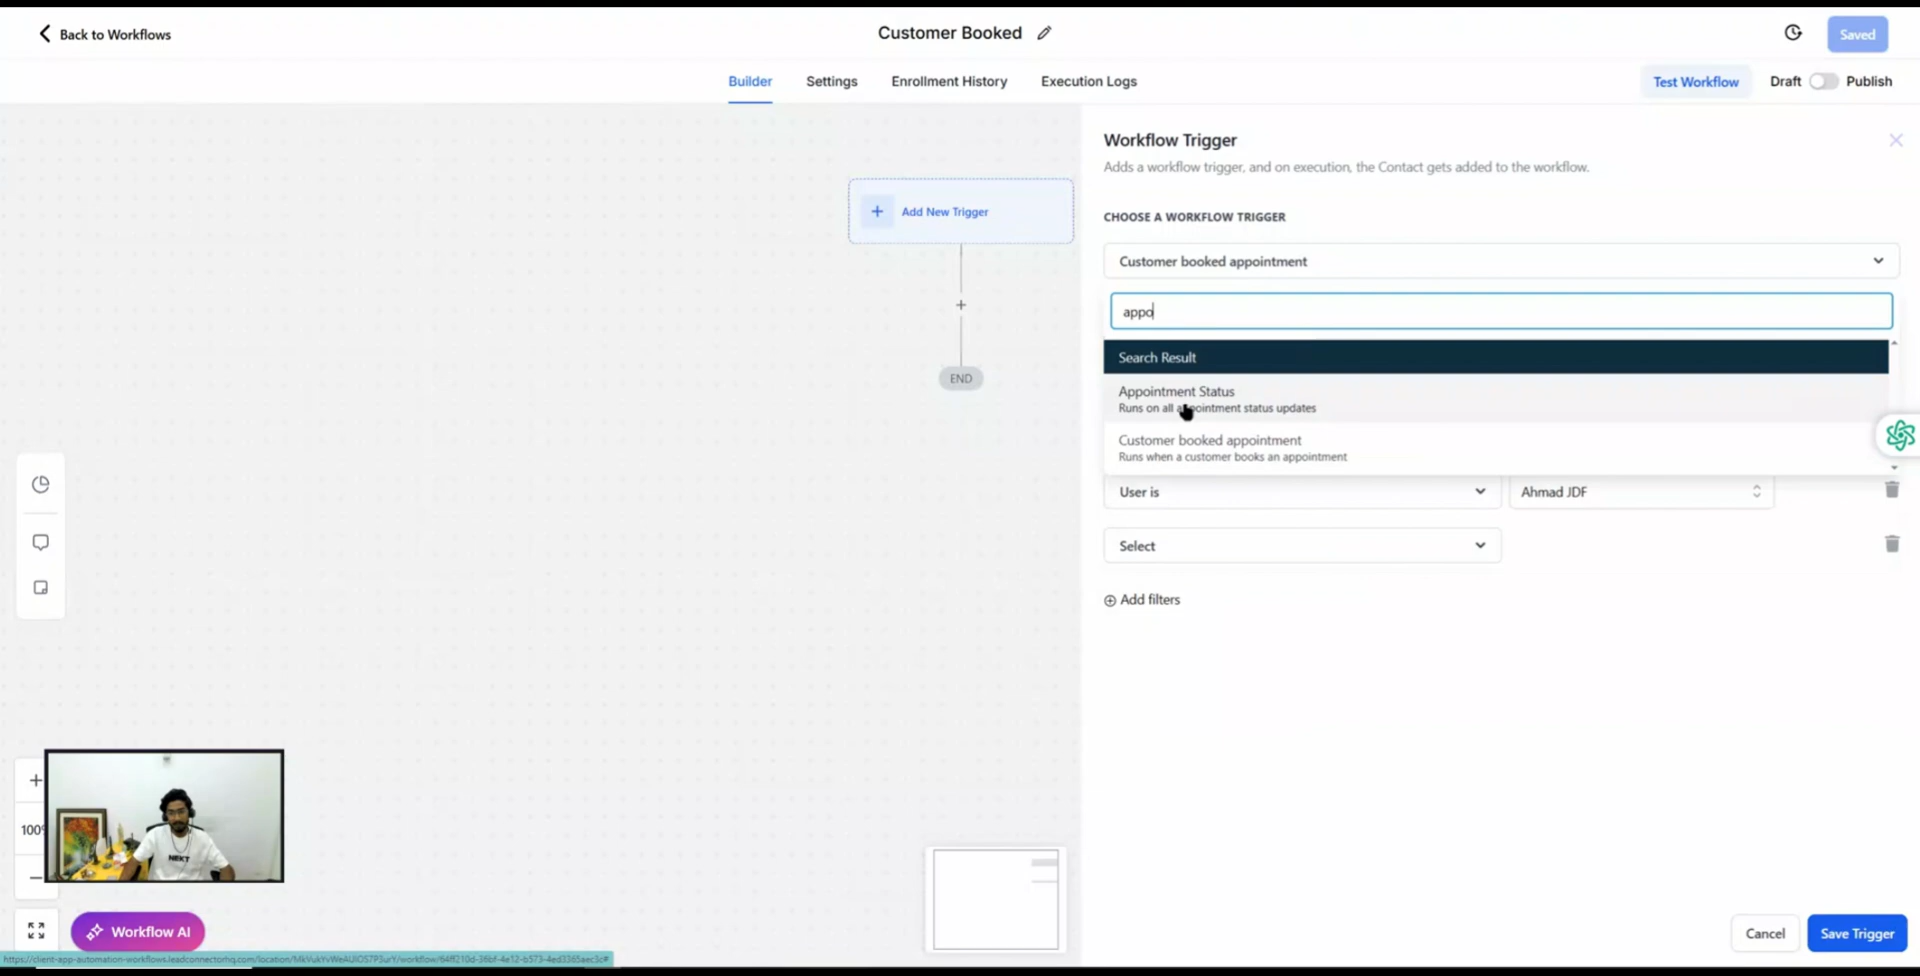 Back to Workflows
Customer Booked
Saved
Builder
Settings
Enrollment History
Execution Logs
Test Workflow
Draft
Publish
Workflow Trigger
Adds a workflow trigger, and on execution, the Contact gets added to the workflow.
CHOOSE A WORKFLOW TRIGGER
Add New Trigger
Customer booked appointment
appo
Search Result
Appointment Status
Runs on all appointment status updates
END
Customer booked appointment
Runs when a customer books an appointment
User is
Ahmad JDF
Select
Add filters
100%
NEKT
Workflow AI
Cancel
Save Trigger